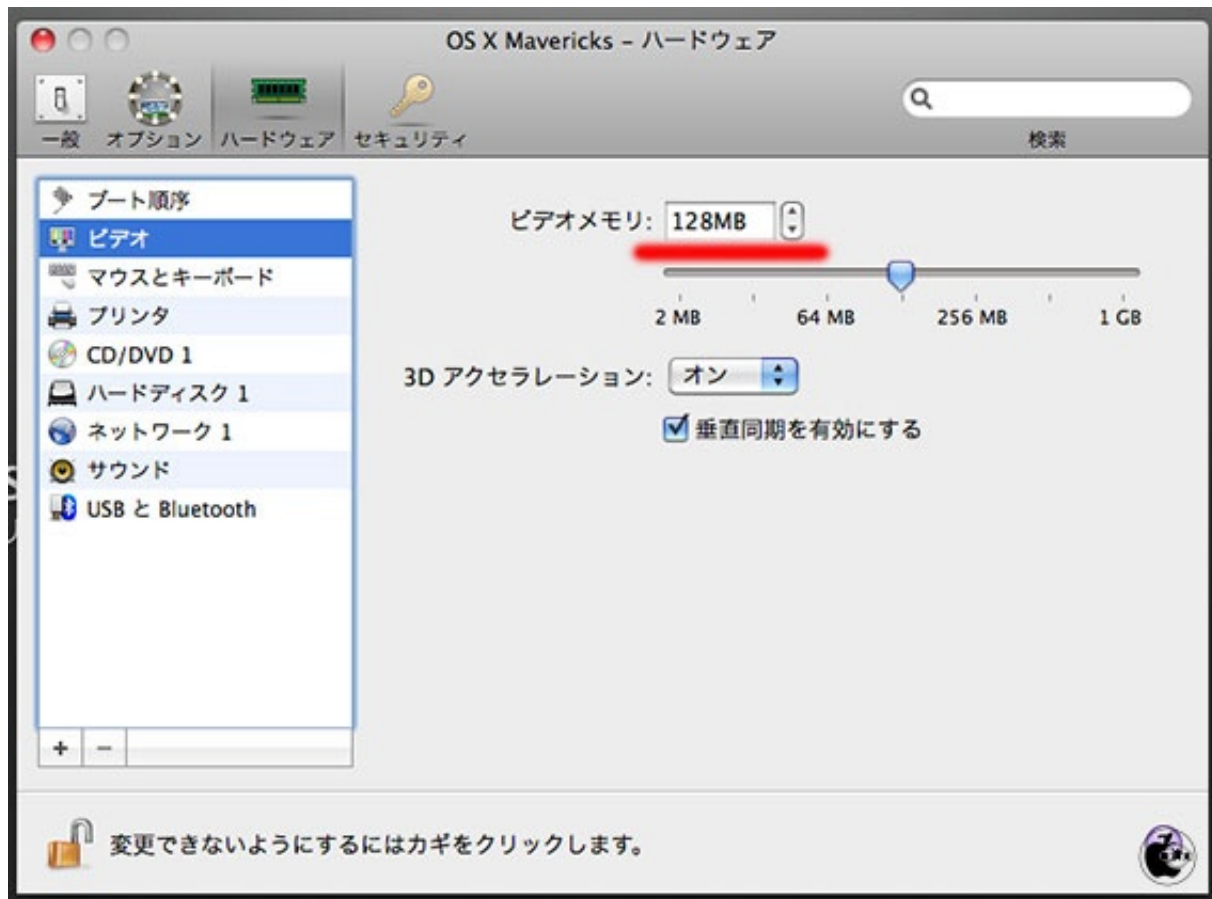 OS X Mavericks – ハードウェア
一般 オプション ハードウェア セキュリティ 検索
ブート順序
ビデオ
マウスとキーボード
プリンタ
CD/DVD 1
ハードディスク 1
ネットワーク 1
サウンド
USB と Bluetooth
ビデオメモリ: 128MB
2 MB 64 MB 256 MB 1 GB
3D アクセラレーション: オン
垂直同期を有効にする
変更できないようにするにはカギをクリックします。